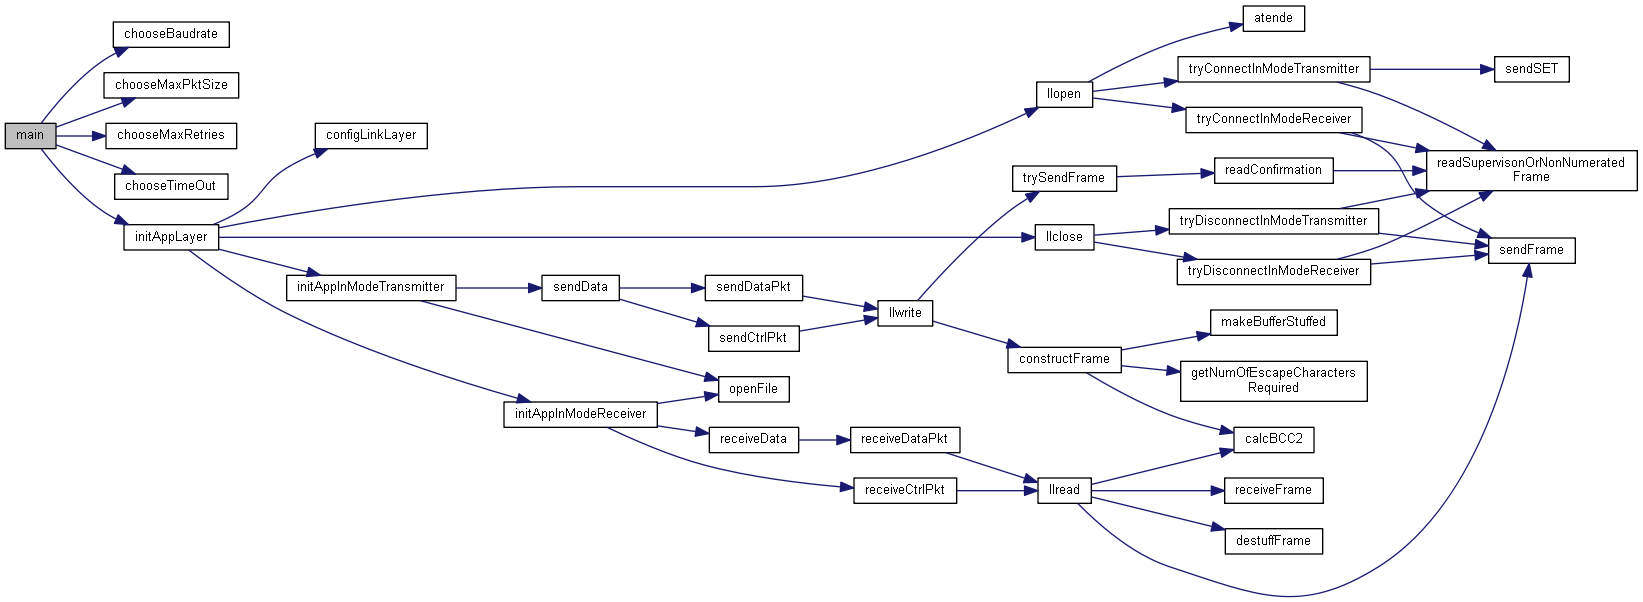 main
chooseBaudrate
chooseMaxPktSize
chooseMaxRetries
chooseTimeOut
initAppLayer
configLinkLayer
initAppInModeTransmitter
initAppInModeReceiver
sendData
sendDataPkt
sendCtrlPkt
openFile
receiveData
receiveDataPkt
receiveCtrlPkt
llwrite
llopen
trySendFrame
llclose
constructFrame
llread
atende
tryConnectInModeTransmitter
tryConnectInModeReceiver
readConfirmation
tryDisconnectInModeTransmitter
tryDisconnectInModeReceiver
makeBufferStuffed
getNumOfEscapeCharacters
Required
calcBCC2
receiveFrame
destuffFrame
sendSET
readSupervisonOrNonNumerated
Frame
sendFrame